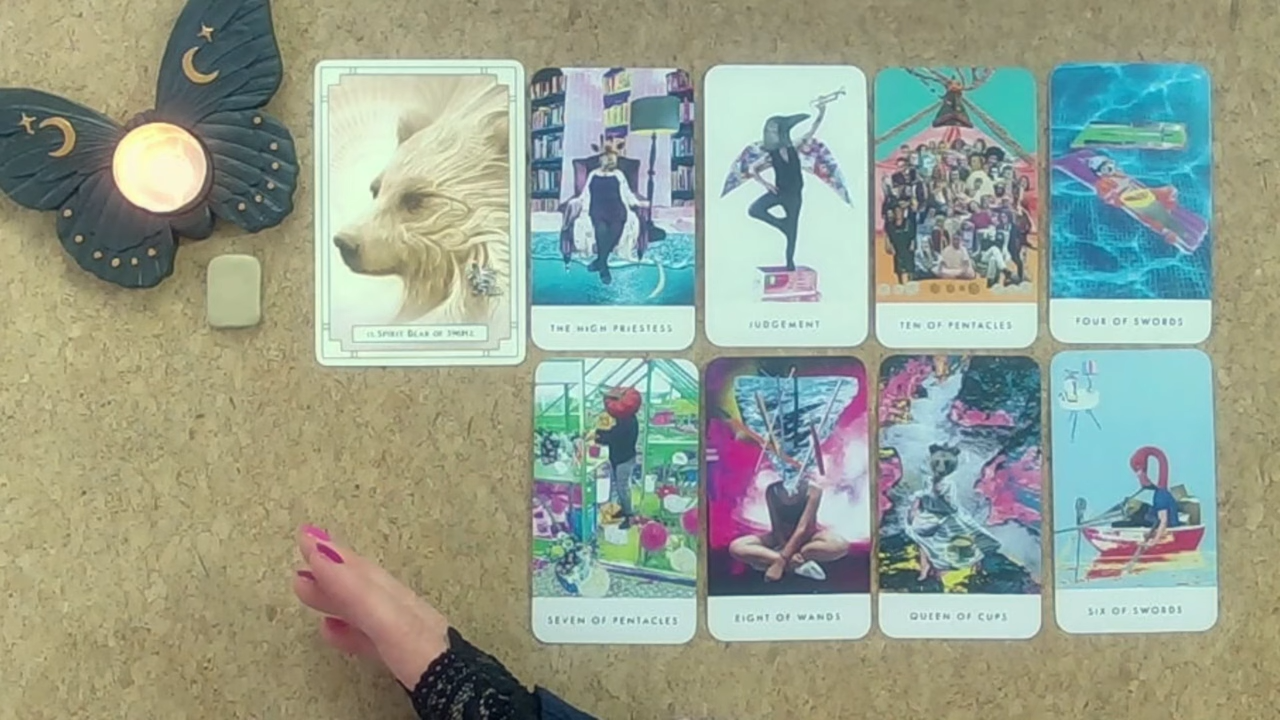 SPIRIT BEAR OF
THE HIGH PRIESTESS
JUDGEMENT
TEN OF PENTACLES
FOUR OF SWORDS
SEVEN OF PENTACLES
EIGHT OF WANDS
QUEEN OF CUPS
SIX OF SWORDS